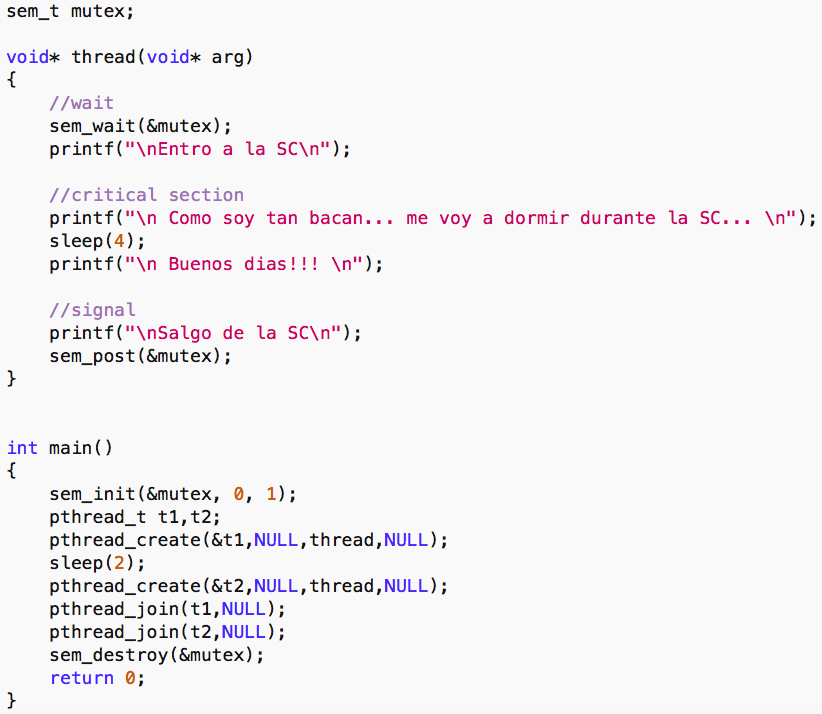 sem_t mutex;
void* thread(void* arg)
{
    //wait
    sem_wait(&mutex);
    printf("\nEntro a la SC\n");
    //critical section
    printf("\n Como soy tan bacan... me voy a dormir durante la SC... \n");
    sleep(4);
    printf("\n Buenos dias!!! \n");
    //signal
    printf("\nSalgo de la SC\n");
    sem_post(&mutex);
}
int main()
{
    sem_init(&mutex, 0, 1);
    pthread_t t1,t2;
    pthread_create(&t1,NULL,thread,NULL);
    sleep(2);
    pthread_create(&t2,NULL,thread,NULL);
    pthread_join(t1,NULL);
    pthread_join(t2,NULL);
    sem_destroy(&mutex);
    return 0;
}